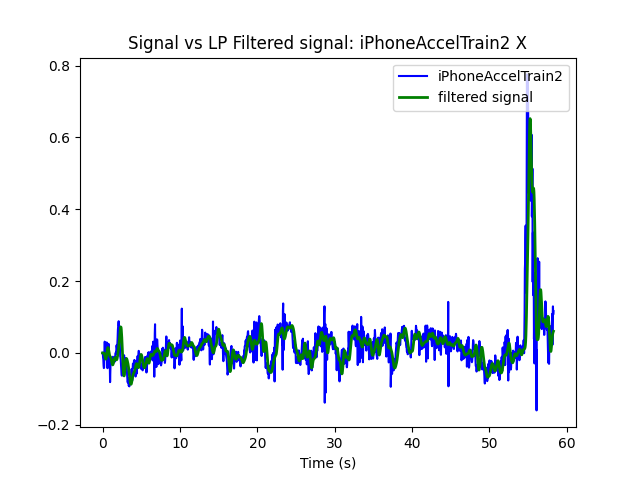 Signal vs LP Filtered signal: iPhoneAccelTrain2 X
iPhoneAccelTrain2
filtered signal
0.8
0.6
0.4
0.2
0.0
−0.2
0 10 20 30 40 50 60
Time (s)